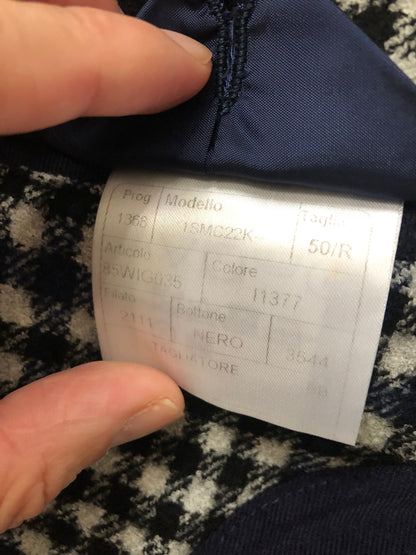 Prog Modello Taglia
1368 1SMC22K 50/R
Articolo Colore
85WIG035 I1377
Filato Bottone
2111 NERO 3544
TAGLIATORE